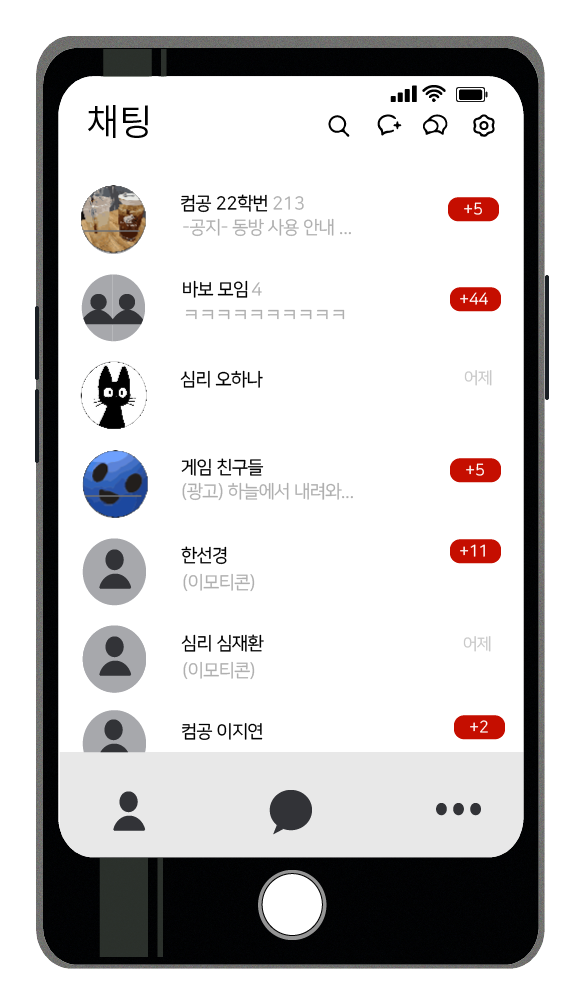 채팅
컴공 22학번 213
+5
-공지- 동방 사용 안내 ...
바보 모임 4
+44
ㅋㅋㅋㅋㅋㅋㅋㅋㅋㅋ
심리 오하나
어제
게임 친구들
+5
(광고) 하늘에서 내려와...
한선경
+11
(이모티콘)
심리 심재환
어제
(이모티콘)
컴공 이지연
+2